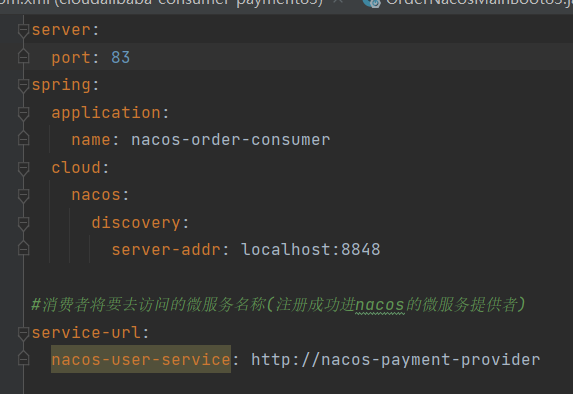 om.xml (cloudalibaba-consumer-payment83)
OrderNacosMain
server:
  port: 83
spring:
  application:
    name: nacos-order-consumer
  cloud:
    nacos:
      discovery:
        server-addr: localhost:8848
#消费者将要去访问的微服务名称(注册成功进nacos的微服务提供者)
service-url:
  nacos-user-service: http://nacos-payment-provider